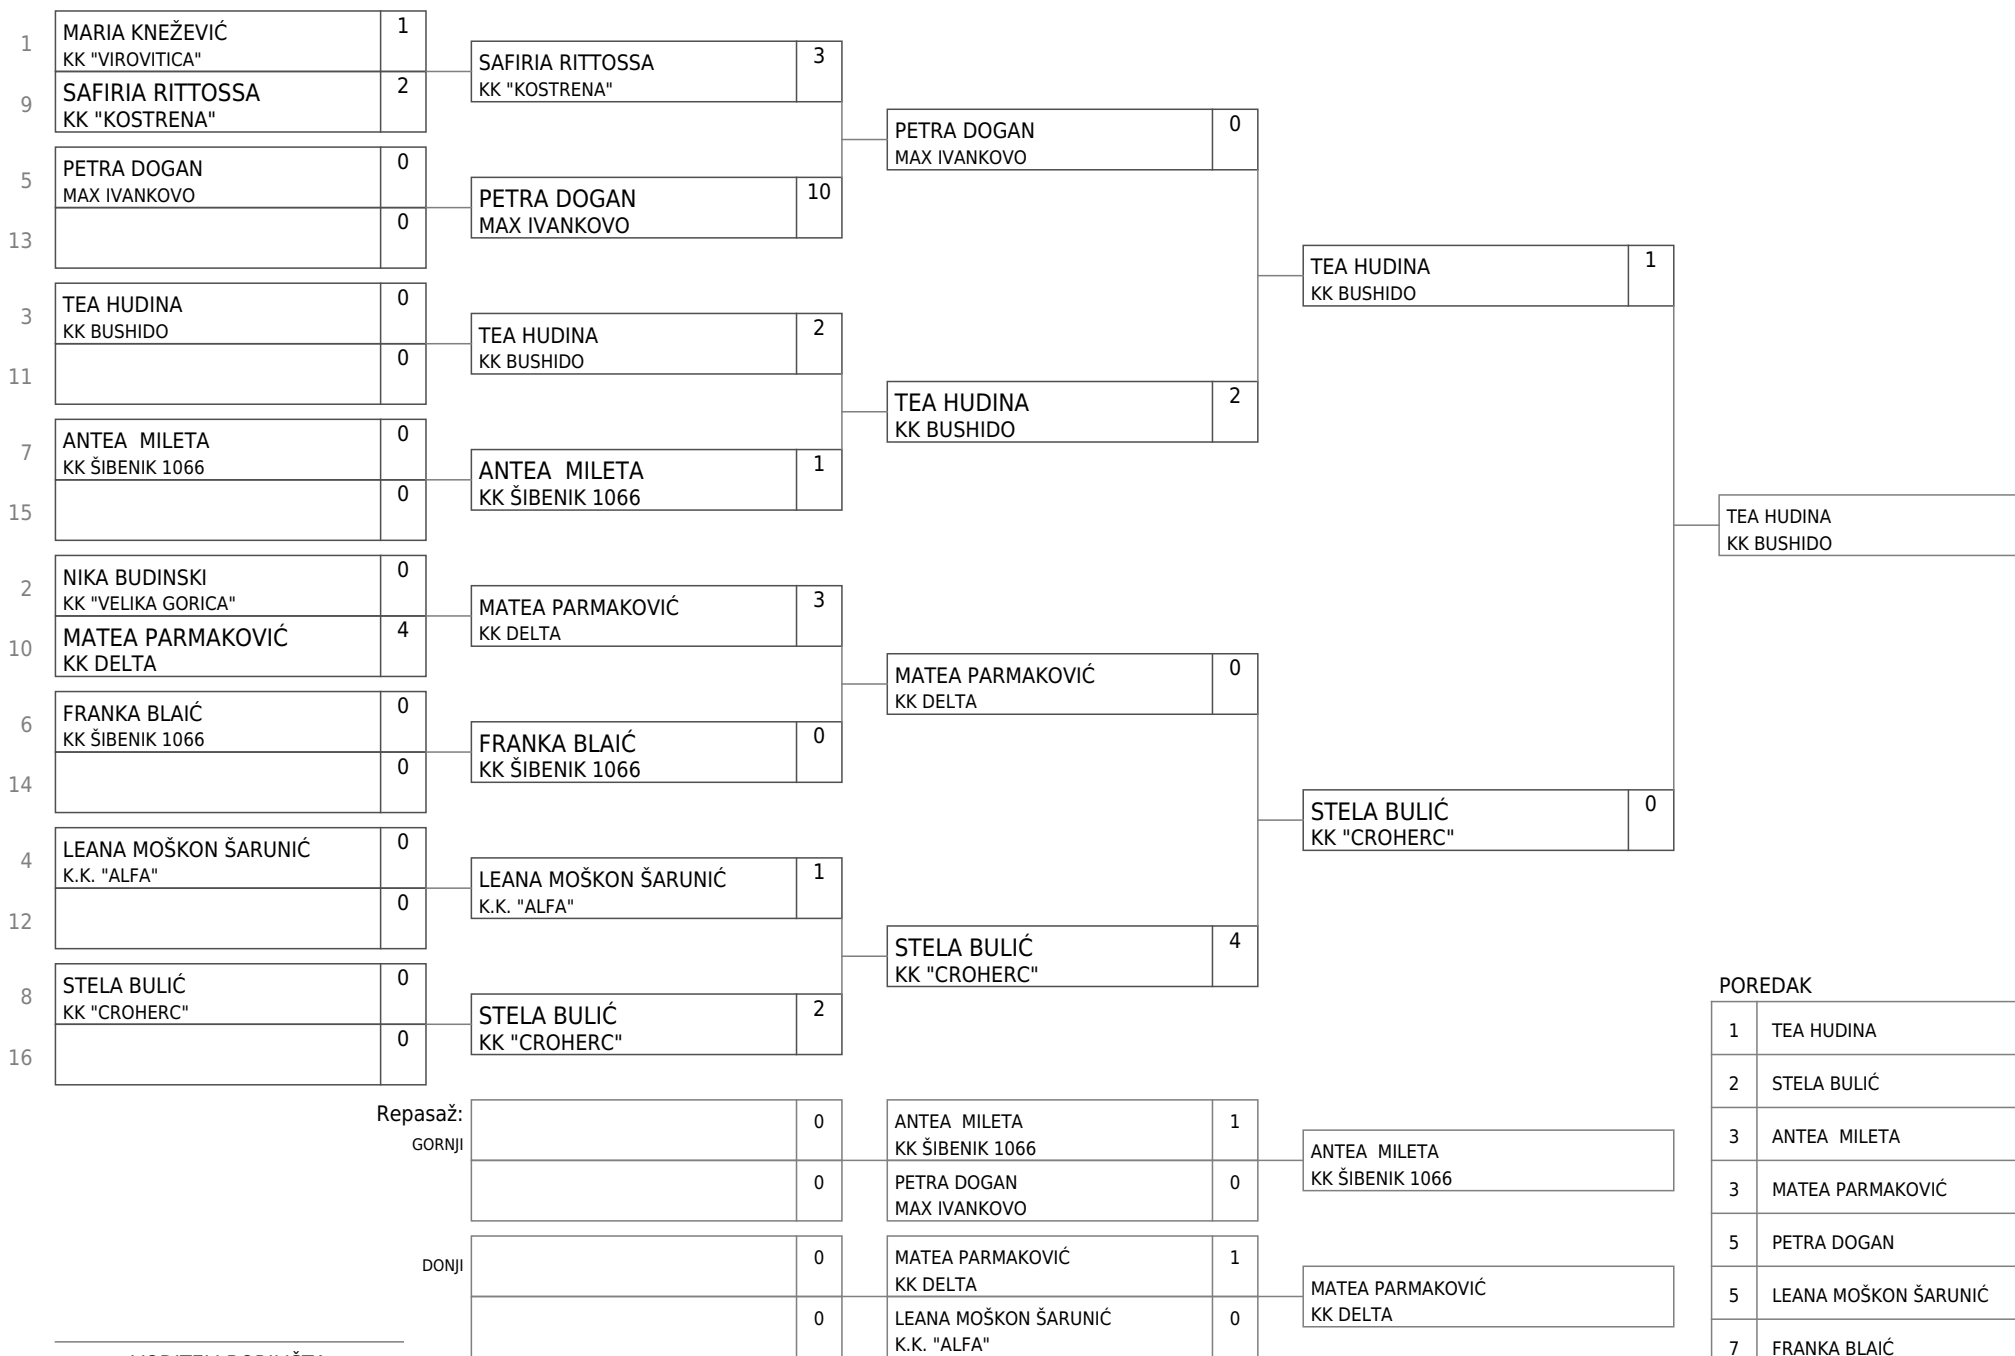 1
MARIA KNEŽEVIĆ
KK "VIROVITICA"
1
9
SAFIRIA RITTOSSA
KK "KOSTRENA"
2
5
PETRA DOGAN
MAX IVANKOVO
0
13
0
3
TEA HUDINA
KK BUSHIDO
0
11
0
7
ANTEA  MILETA
KK ŠIBENIK 1066
0
15
0
2
NIKA BUDINSKI
KK "VELIKA GORICA"
0
10
MATEA PARMAKOVIĆ
KK DELTA
4
6
FRANKA BLAIĆ
KK ŠIBENIK 1066
0
14
0
4
LEANA MOŠKON ŠARUNIĆ
K.K. "ALFA"
0
12
0
8
STELA BULIĆ
KK "CROHERC"
0
16
0
SAFIRIA RITTOSSA
KK "KOSTRENA"
3
PETRA DOGAN
MAX IVANKOVO
10
TEA HUDINA
KK BUSHIDO
2
ANTEA  MILETA
KK ŠIBENIK 1066
1
MATEA PARMAKOVIĆ
KK DELTA
3
FRANKA BLAIĆ
KK ŠIBENIK 1066
0
LEANA MOŠKON ŠARUNIĆ
K.K. "ALFA"
1
STELA BULIĆ
KK "CROHERC"
2
PETRA DOGAN
MAX IVANKOVO
0
TEA HUDINA
KK BUSHIDO
2
MATEA PARMAKOVIĆ
KK DELTA
0
STELA BULIĆ
KK "CROHERC"
4
TEA HUDINA
KK BUSHIDO
1
STELA BULIĆ
KK "CROHERC"
0
TEA HUDINA
KK BUSHIDO
Repasaž:
GORNJI
0
0
ANTEA  MILETA
KK ŠIBENIK 1066
1
PETRA DOGAN
MAX IVANKOVO
0
ANTEA  MILETA
KK ŠIBENIK 1066
DONJI
0
0
MATEA PARMAKOVIĆ
KK DELTA
1
LEANA MOŠKON ŠARUNIĆ
K.K. "ALFA"
0
MATEA PARMAKOVIĆ
KK DELTA
POREDAK
1 TEA HUDINA
2 STELA BULIĆ
3 ANTEA  MILETA
3 MATEA PARMAKOVIĆ
5 PETRA DOGAN
5 LEANA MOŠKON ŠARUNIĆ
7 FRANKA BLAIĆ